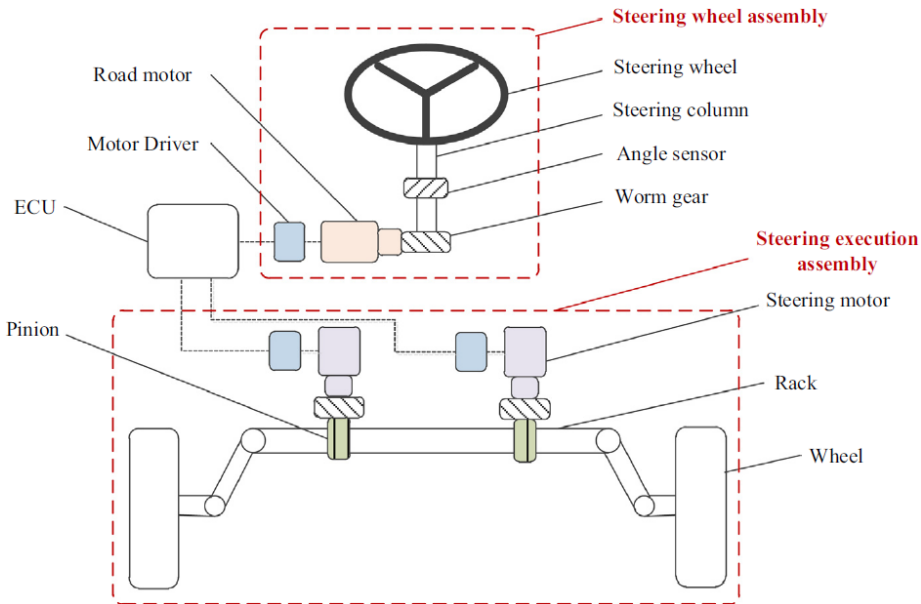 Steering wheel assembly
Road motor
Steering wheel
Steering column
Motor Driver
Angle sensor
ECU
Worm gear
Steering execution
assembly
Steering motor
Pinion
Rack
Wheel